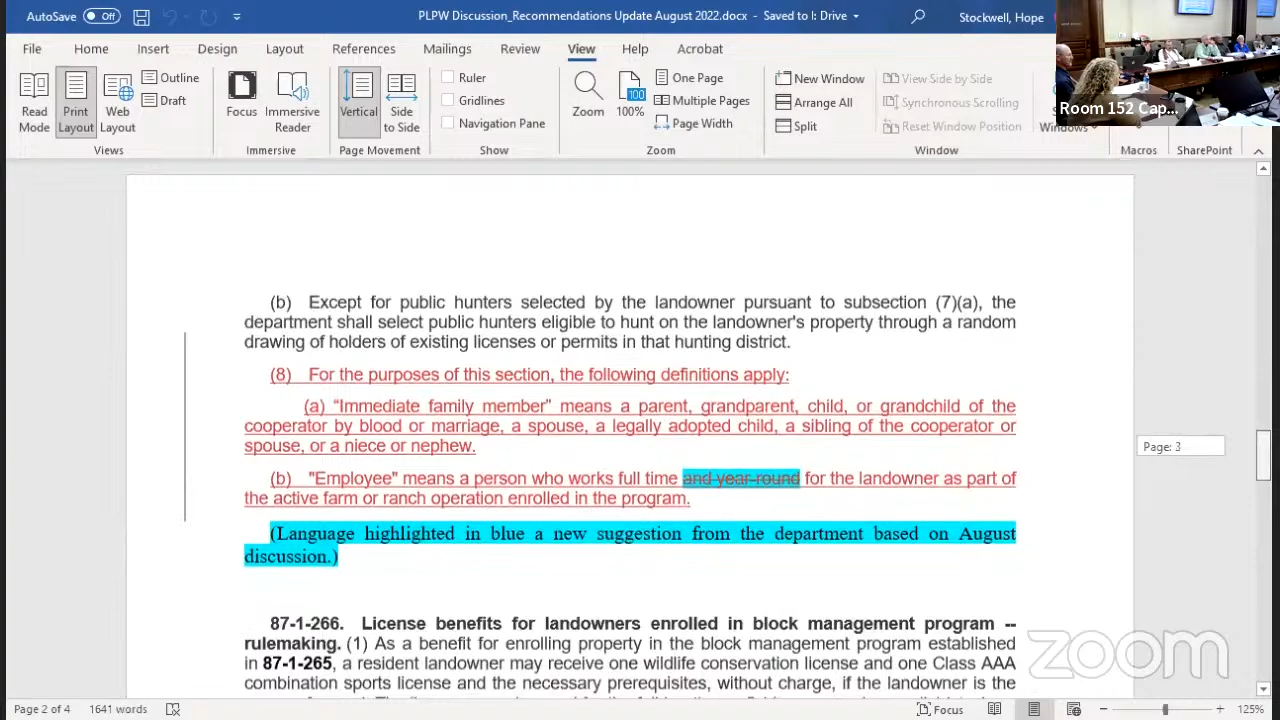 PLPW Discussion_Recommendations Update August 2022.docx - Saved to I: Drive
AutoSave Off
Stockwell, Hope
File Home Insert Design Layout References Mailings Review View Help Acrobat
Read Mode
Print Layout
Web Layout
Outline
Draft
Views
Focus
Immersive Reader
Immersive
Vertical
Side to Side
Page Movement
Ruler
Gridlines
Navigation Pane
Show
Zoom
100
100%
One Page
Multiple Pages
Page Width
Zoom
New Window
Arrange All
Split
View Side by Side
Synchronous Scrolling
Reset Window Position
Windows
Window
Macros
SharePoint
Room 152 Cap...
(b) Except for public hunters selected by the landowner pursuant to subsection (7)(a), the
department shall select public hunters eligible to hunt on the landowner's property through a random
drawing of holders of existing licenses or permits in that hunting district.
(8) For the purposes of this section, the following definitions apply:
(a) “Immediate family member” means a parent, grandparent, child, or grandchild of the
cooperator by blood or marriage, a spouse, a legally adopted child, a sibling of the cooperator or
spouse, or a niece or nephew.
(b) "Employee" means a person who works full time and year-round for the landowner as part of
the active farm or ranch operation enrolled in the program.
(Language highlighted in blue a new suggestion from the department based on August
discussion.)
Page: 3
87-1-266. License benefits for landowners enrolled in block management program --
rulemaking. (1) As a benefit for enrolling property in the block management program established
in 87-1-265, a resident landowner may receive one wildlife conservation license and one Class AAA
combination sports license and the necessary prerequisites, without charge, if the landowner is the
zoom
Page 2 of 4 1641 words
Focus
125%